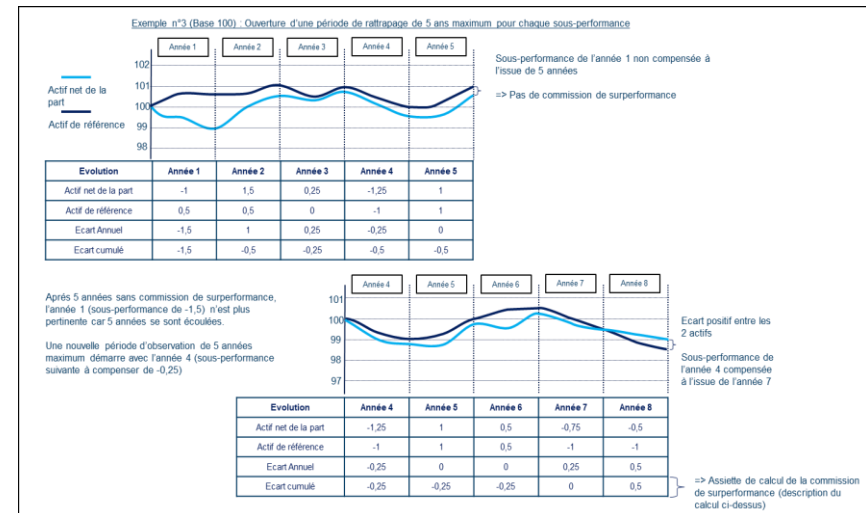 Exemple n°3 (Base 100) : Ouverture d'une période de rattrapage de 5 ans maximum pour chaque sous-performance
Année 1 Année 2 Année 3 Année 4 Année 5
102
101
100
99
98
Actif net de la
part
Actif de référence
Sous-performance de l'année 1 non compensée à
l'issue de 5 années
=> Pas de commission de surperformance
Evolution Année 1 Année 2 Année 3 Année 4 Année 5
Actif net de la part -1 1,5 0,25 -1,25 1
Actif de référence 0,5 0,5 0 -1 1
Ecart Annuel -1,5 1 0,25 -0,25 0
Ecart cumulé -1,5 -0,5 -0,25 -0,5 -0,5
Après 5 années sans commission de surperformance,
l'année 1 (sous-performance de -1,5) n'est plus
pertinente car 5 années se sont écoulées.
Une nouvelle période d'observation de 5 années
maximum démarre avec l'année 4 (sous-performance
suivante à compenser de -0,25)
Année 4 Année 5 Année 6 Année 7 Année 8
101
100
99
98
97
Ecart positif entre les
2 actifs
Sous-performance de
l'année 4 compensée
à l'issue de l'année 7
Evolution Année 4 Année 5 Année 6 Année 7 Année 8
Actif net de la part -1,25 1 0,5 -0,75 -0,5
Actif de référence -1 1 0,5 -1 -1
Ecart Annuel -0,25 0 0 0,25 0,5
Ecart cumulé -0,25 -0,25 -0,25 0 0,5
=> Assiette de calcul de la commission
de surperformance (description du
calcul ci-dessus)